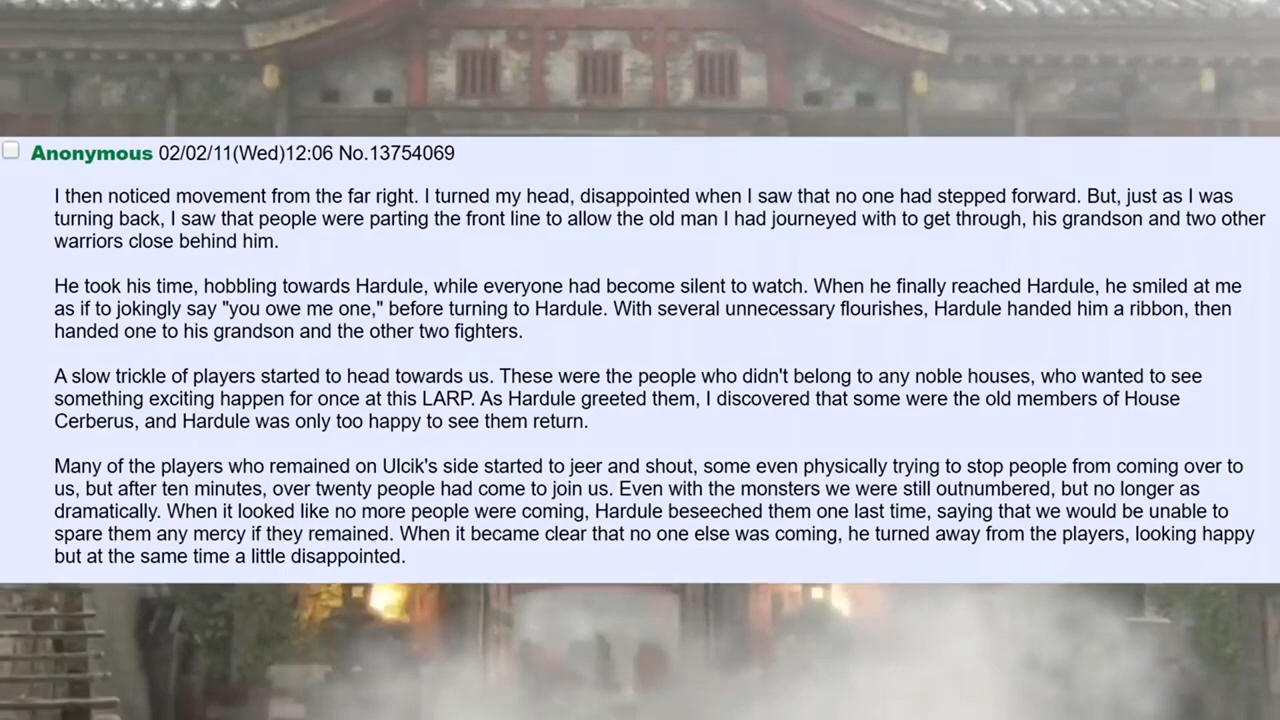 Anonymous 02/02/11(Wed)12:06 No.13754069
I then noticed movement from the far right. I turned my head, disappointed when I saw that no one had stepped forward. But, just as I was
turning back, I saw that people were parting the front line to allow the old man I had journeyed with to get through, his grandson and two other
warriors close behind him.
He took his time, hobbling towards Hardule, while everyone had become silent to watch. When he finally reached Hardule, he smiled at me
as if to jokingly say "you owe me one," before turning to Hardule. With several unnecessary flourishes, Hardule handed him a ribbon, then
handed one to his grandson and the other two fighters.
A slow trickle of players started to head towards us. These were the people who didn't belong to any noble houses, who wanted to see
something exciting happen for once at this LARP. As Hardule greeted them, I discovered that some were the old members of House
Cerberus, and Hardule was only too happy to see them return.
Many of the players who remained on Ulcik's side started to jeer and shout, some even physically trying to stop people from coming over to
us, but after ten minutes, over twenty people had come to join us. Even with the monsters we were still outnumbered, but no longer as
dramatically. When it looked like no more people were coming, Hardule beseeched them one last time, saying that we would be unable to
spare them any mercy if they remained. When it became clear that no one else was coming, he turned away from the players, looking happy
but at the same time a little disappointed.